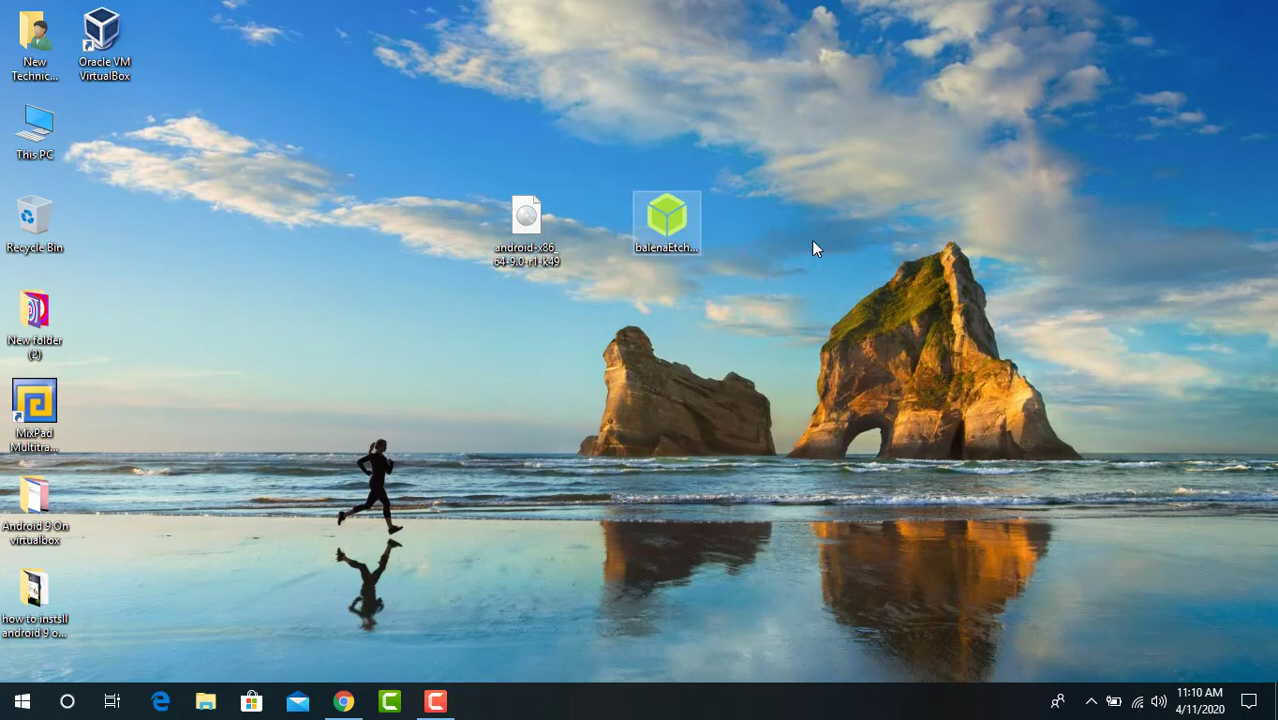 New
Technic...
Oracle VM
VirtualBox
This PC
Recycle Bin
New folder
(2)
MixPad
Multitra...
Android 9 On
virtualbox
how to instsll
android 9 o...
android-x86_
64-9.0-r1-k49
balenaEtch...
11:10 AM
4/11/2020